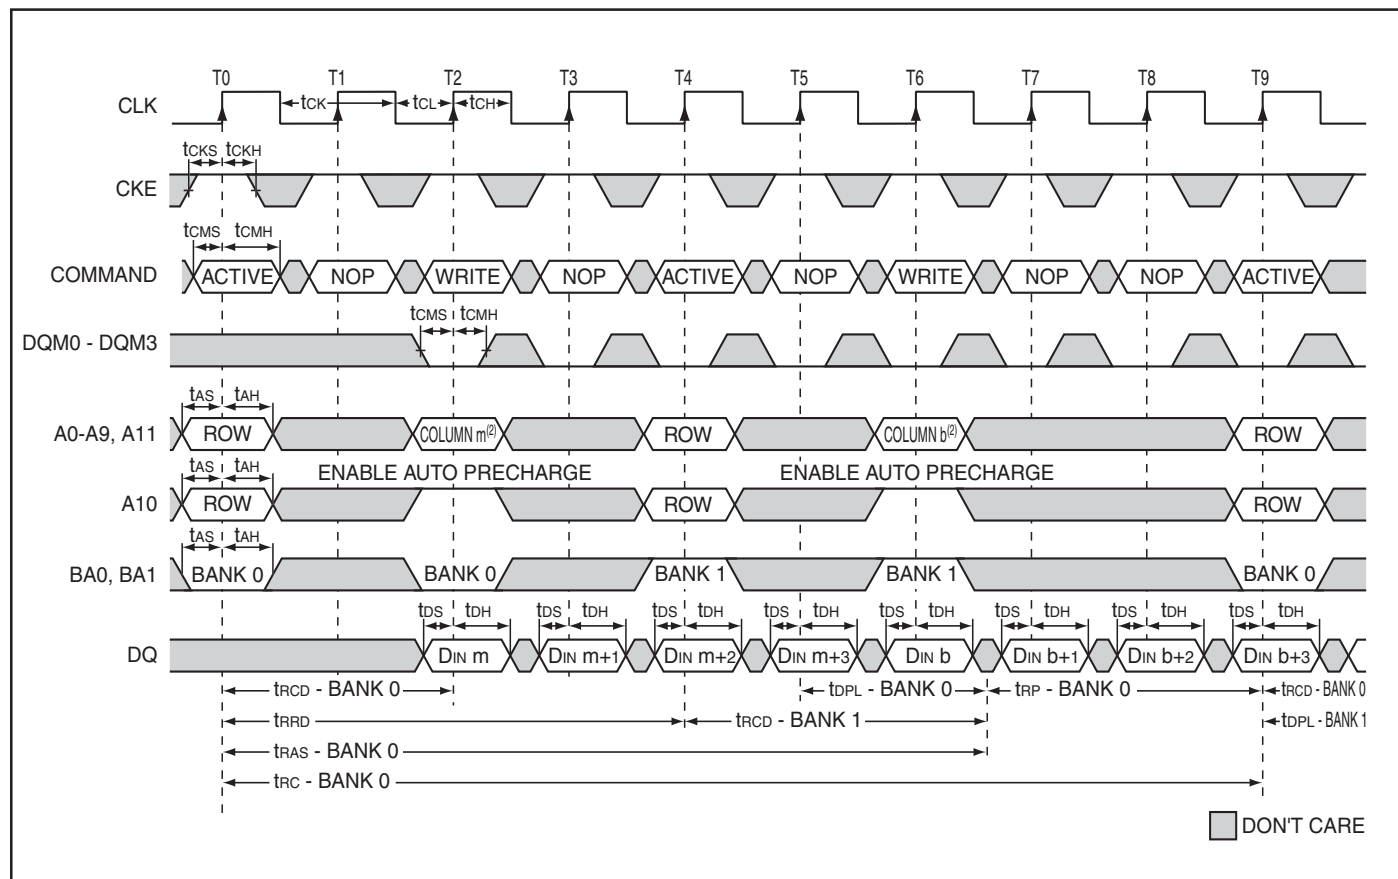 T0 T1 T2 T3 T4 T5 T6 T7 T8 T9
CLK tCK tCL tCH
tCKS tCKH
CKE
tCMS tCMH
COMMAND ACTIVE NOP WRITE NOP ACTIVE NOP WRITE NOP NOP ACTIVE
tCMS tCMH
DQM0 - DQM3
tAS tAH
A0-A9, A11 ROW COLUMN m(2) ROW COLUMN b(2) ROW
tAS tAH ENABLE AUTO PRECHARGE ENABLE AUTO PRECHARGE
A10 ROW ROW ROW
tAS tAH
BA0, BA1 BANK 0 BANK 0 BANK 1 BANK 1 BANK 0
tDS tDH tDS tDH tDS tDH tDS tDH tDS tDH tDS tDH tDS tDH tDS tDH
DQ DIN m DIN m+1 DIN m+2 DIN m+3 DIN b DIN b+1 DIN b+2 DIN b+3
tRCD - BANK 0 tDPL - BANK 0 tRP - BANK 0 tRCD - BANK 0
tRRD tRCD - BANK 1 tDPL - BANK 1
tRAS - BANK 0
tRC - BANK 0
DON'T CARE